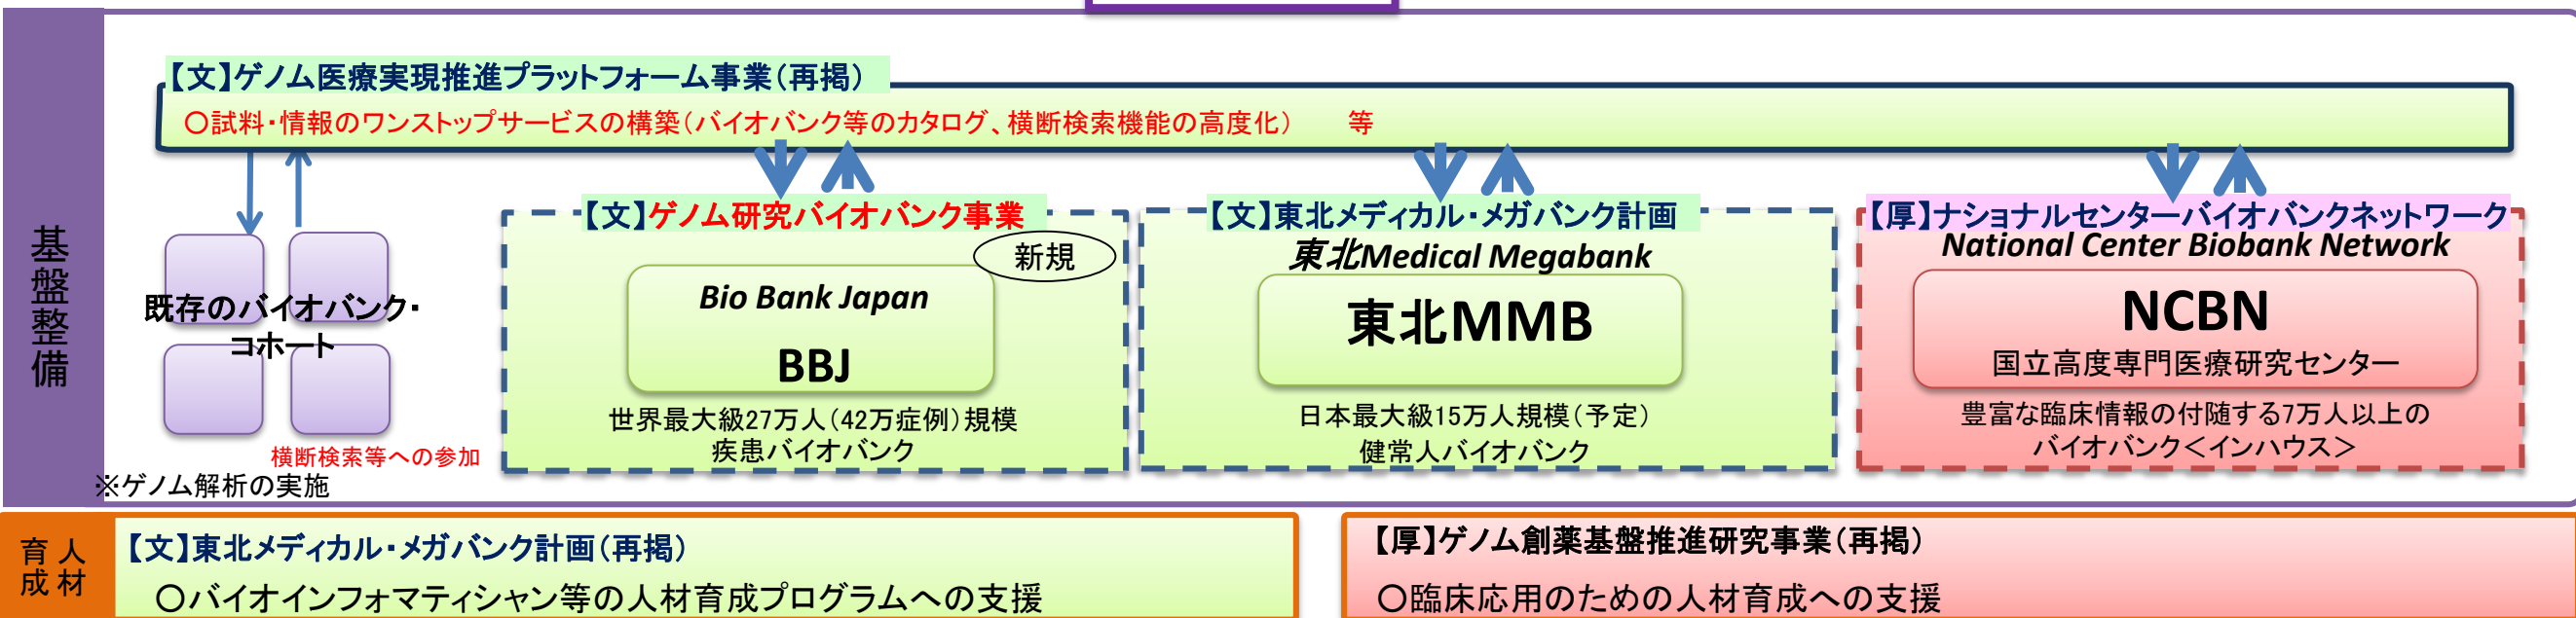 基盤整備
【文】ゲノム医療実現推進プラットフォーム事業(再掲)
○試料・情報のワンストップサービスの構築(バイオバンク等のカタログ、横断検索機能の高度化)　等
既存のバイオバンク・
コホート
横断検索等への参加
※ゲノム解析の実施
【文】ゲノム研究バイオバンク事業
新規
Bio Bank Japan
BBJ
世界最大級27万人(42万症例)規模
疾患バイオバンク
【文】東北メディカル・メガバンク計画
東北Medical Megabank
東北MMB
日本最大級15万人規模(予定)
健常人バイオバンク
【厚】ナショナルセンターバイオバンクネットワーク
National Center Biobank Network
NCBN
国立高度専門医療研究センター
豊富な臨床情報の付随する7万人以上の
バイオバンク<インハウス>
人材育成
【文】東北メディカル・メガバンク計画(再掲)
○バイオインフォマティシャン等の人材育成プログラムへの支援
【厚】ゲノム創薬基盤推進研究事業(再掲)
○臨床応用のための人材育成への支援